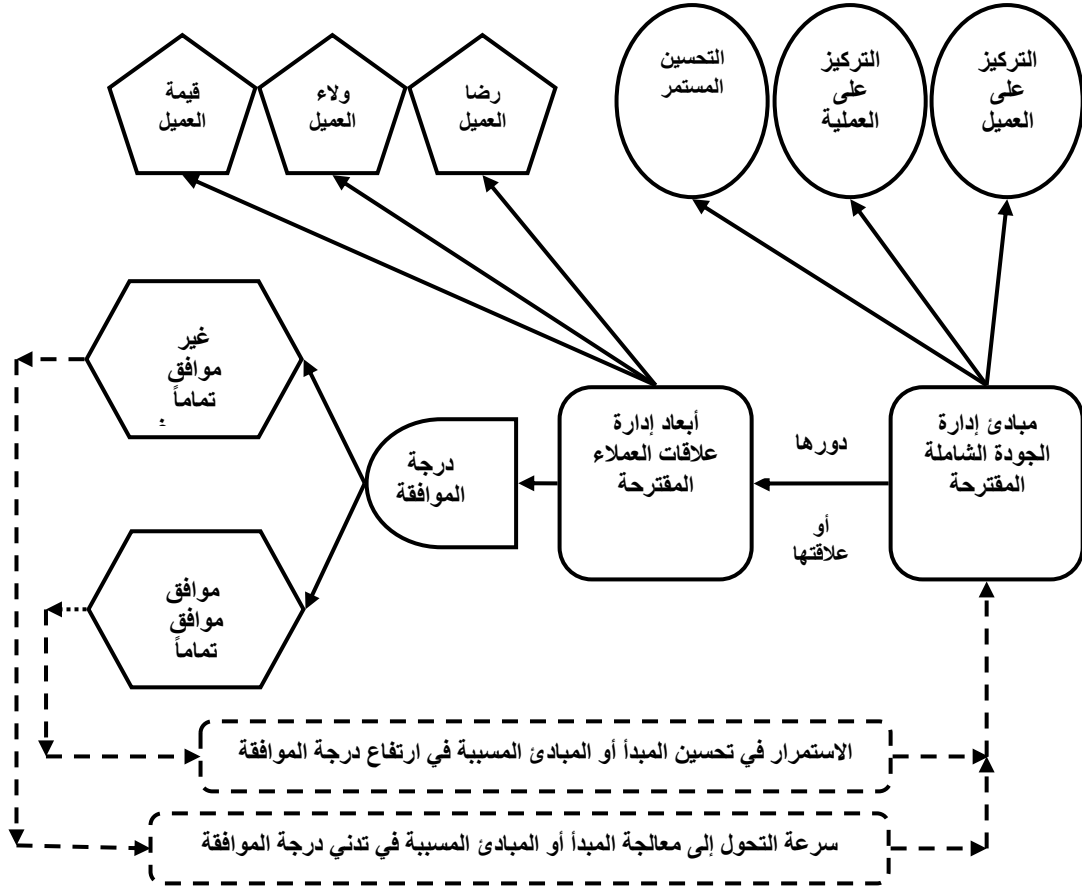 التركيز
على
العميل
التركيز
على
العملية
التحسين
المستمر
رضا
العميل
ولاء
العميل
قيمة
العميل
مبادئ إدارة
الجودة الشاملة
المقترحة
دورها
أو
علاقتها
أبعاد إدارة
علاقات العملاء
المقترحة
درجة
الموافقة
غير
موافق
تماماً
.
موافق
موافق
تماماً
الاستمرار في تحسين المبدأ أو المبادئ المسببة في ارتفاع درجة الموافقة
سرعة التحول إلى معالجة المبدأ أو المبادئ المسببة في تدني درجة الموافقة